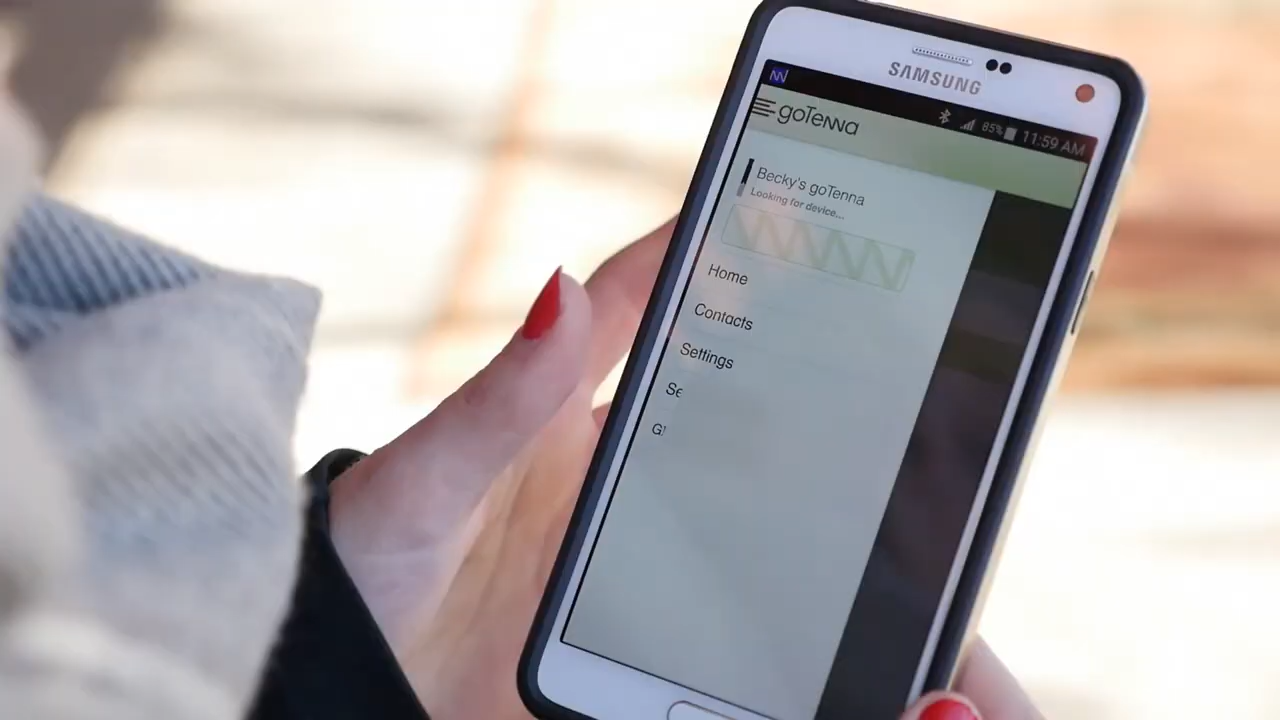 SAMSUNG
85% 11:59 AM
goTenna
Becky's goTenna
Looking for device...
Home
Contacts
Settings